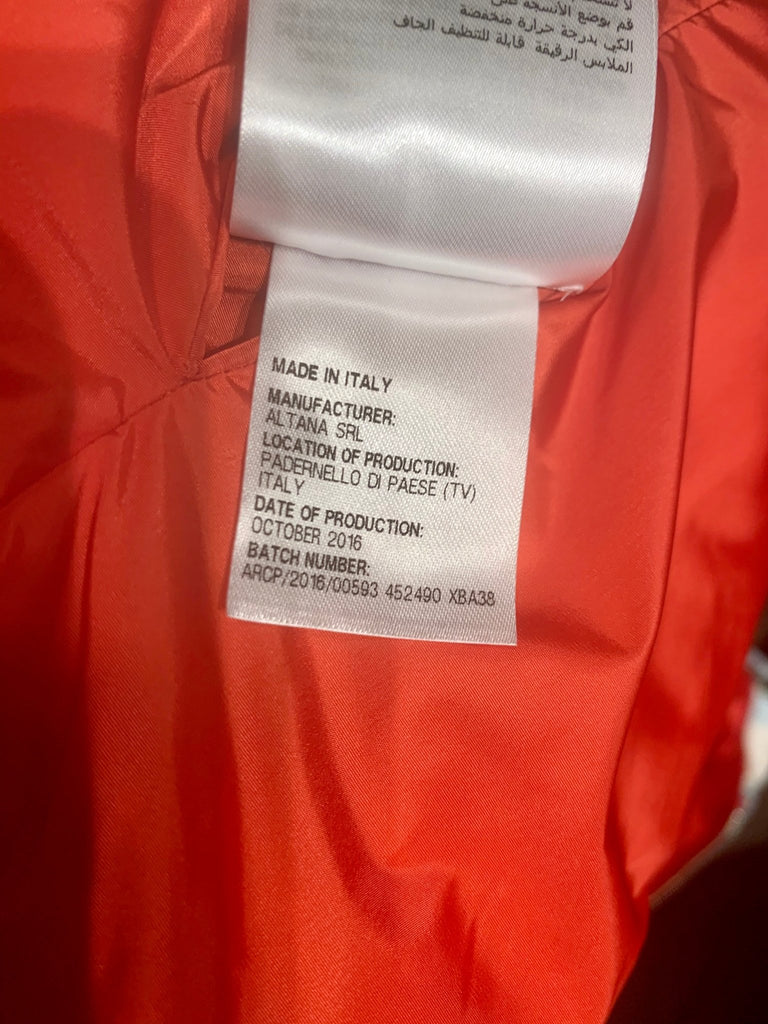 قم بوضع الأنسجة على
الكي بدرجة حرارة منخفضة
الملابس الرقيقة قابلة للتنظيف الجاف
MADE IN ITALY
MANUFACTURER:
ALTANA SRL
LOCATION OF PRODUCTION:
PADERNELLO DI PAESE (TV)
ITALY
DATE OF PRODUCTION:
OCTOBER 2016
BATCH NUMBER:
ARCP/2016/00593 452490 XBA38